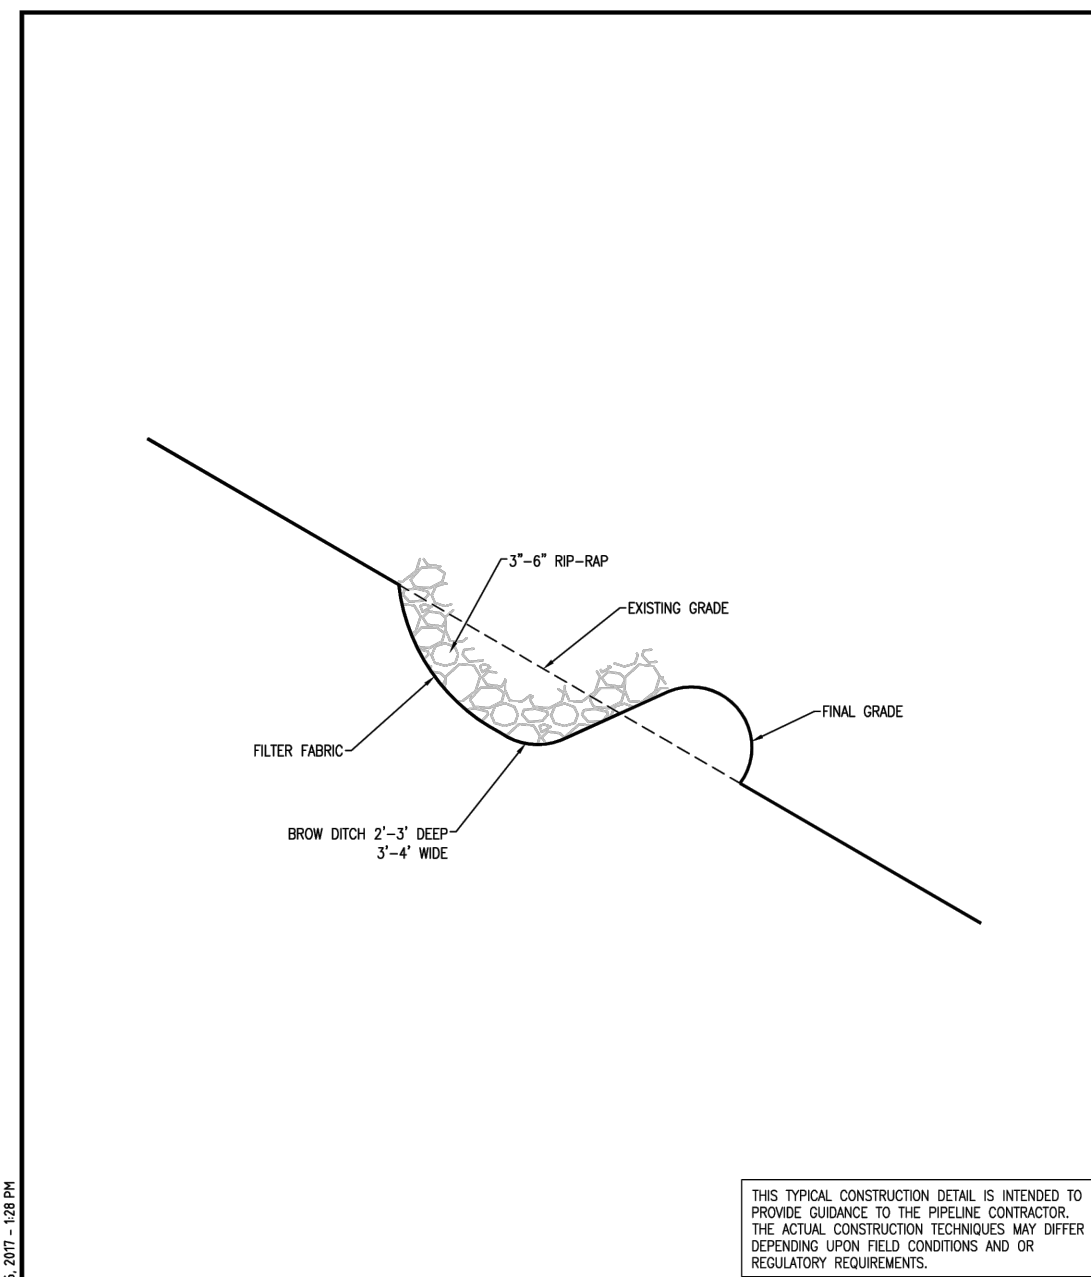 3"-6" RIP-RAP
EXISTING GRADE
FINAL GRADE
FILTER FABRIC
BROW DITCH 2'-3' DEEP
3'-4' WIDE
THIS TYPICAL CONSTRUCTION DETAIL IS INTENDED TO
PROVIDE GUIDANCE TO THE PIPELINE CONTRACTOR.
THE ACTUAL CONSTRUCTION TECHNIQUES MAY DIFFER
DEPENDING UPON FIELD CONDITIONS AND OR
REGULATORY REQUIREMENTS.
, 2017 - 1:28 PM